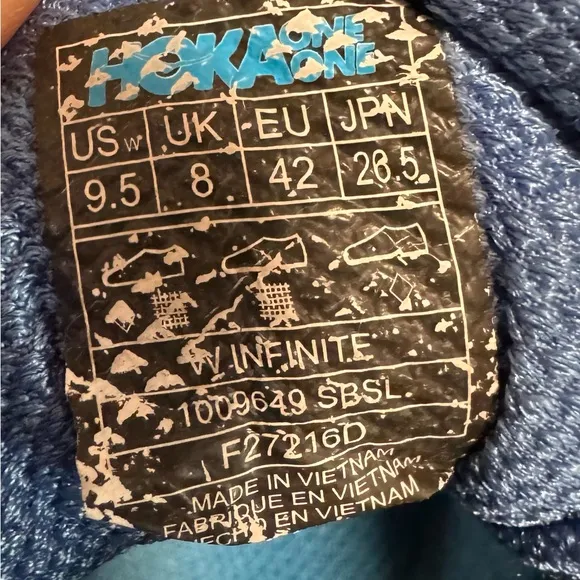 HOKA ONE ONE
US W UK EU JPN
9.5 8 42 26.5
W INFINITE
1009649 SBSL
F27216D
MADE IN VIETNAM
FABRIQUE EN VIETNAM
HECHO EN VIETNAM